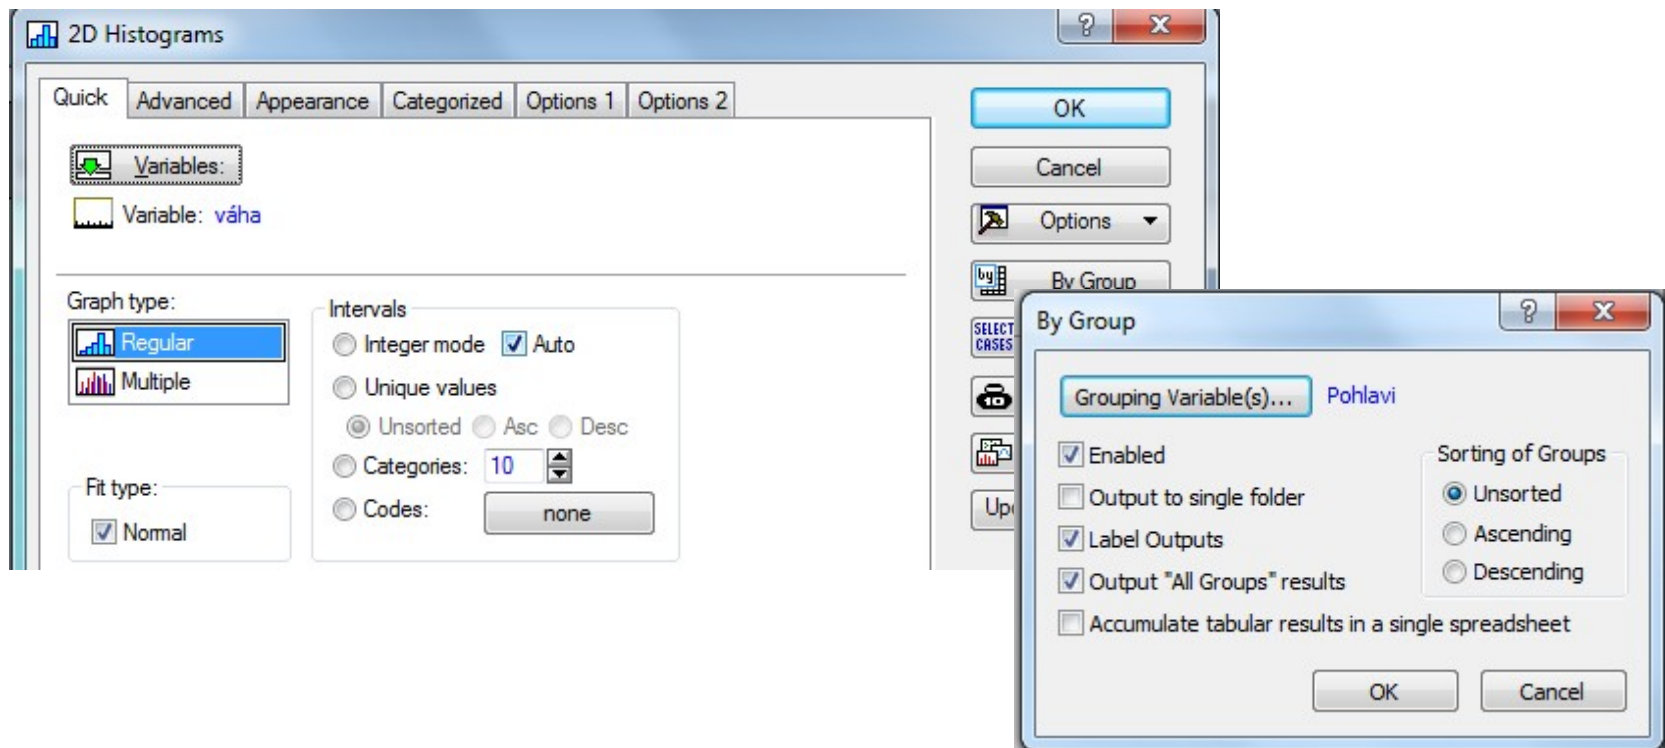 2D Histograms
Quick Advanced Appearance Categorized Options 1 Options 2
Variables:
Variable: váha
Graph type:
Regular
Multiple
Fit type:
Normal
Intervals
Integer mode Auto
Unique values
Unsorted Asc Desc
Categories: 10
Codes: none
OK
Cancel
Options
by By Group
SELECT
CASES
By Group
Grouping Variable(s)... Pohlavi
Enabled
Output to single folder
Label Outputs
Output "All Groups" results
Accumulate tabular results in a single spreadsheet
Sorting of Groups
Unsorted
Ascending
Descending
OK Cancel